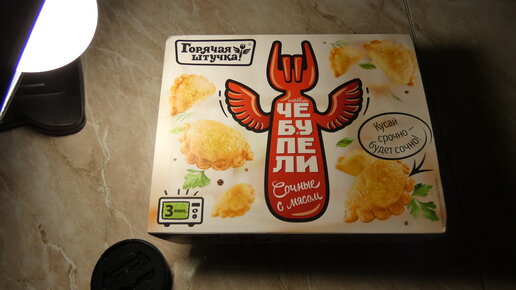 Горячая
штучка!
ЧЕ
БУ
ПЕ
ЛИ
Сочные
с мясом
Кусай
срочно –
будет сочно!
3 мин.